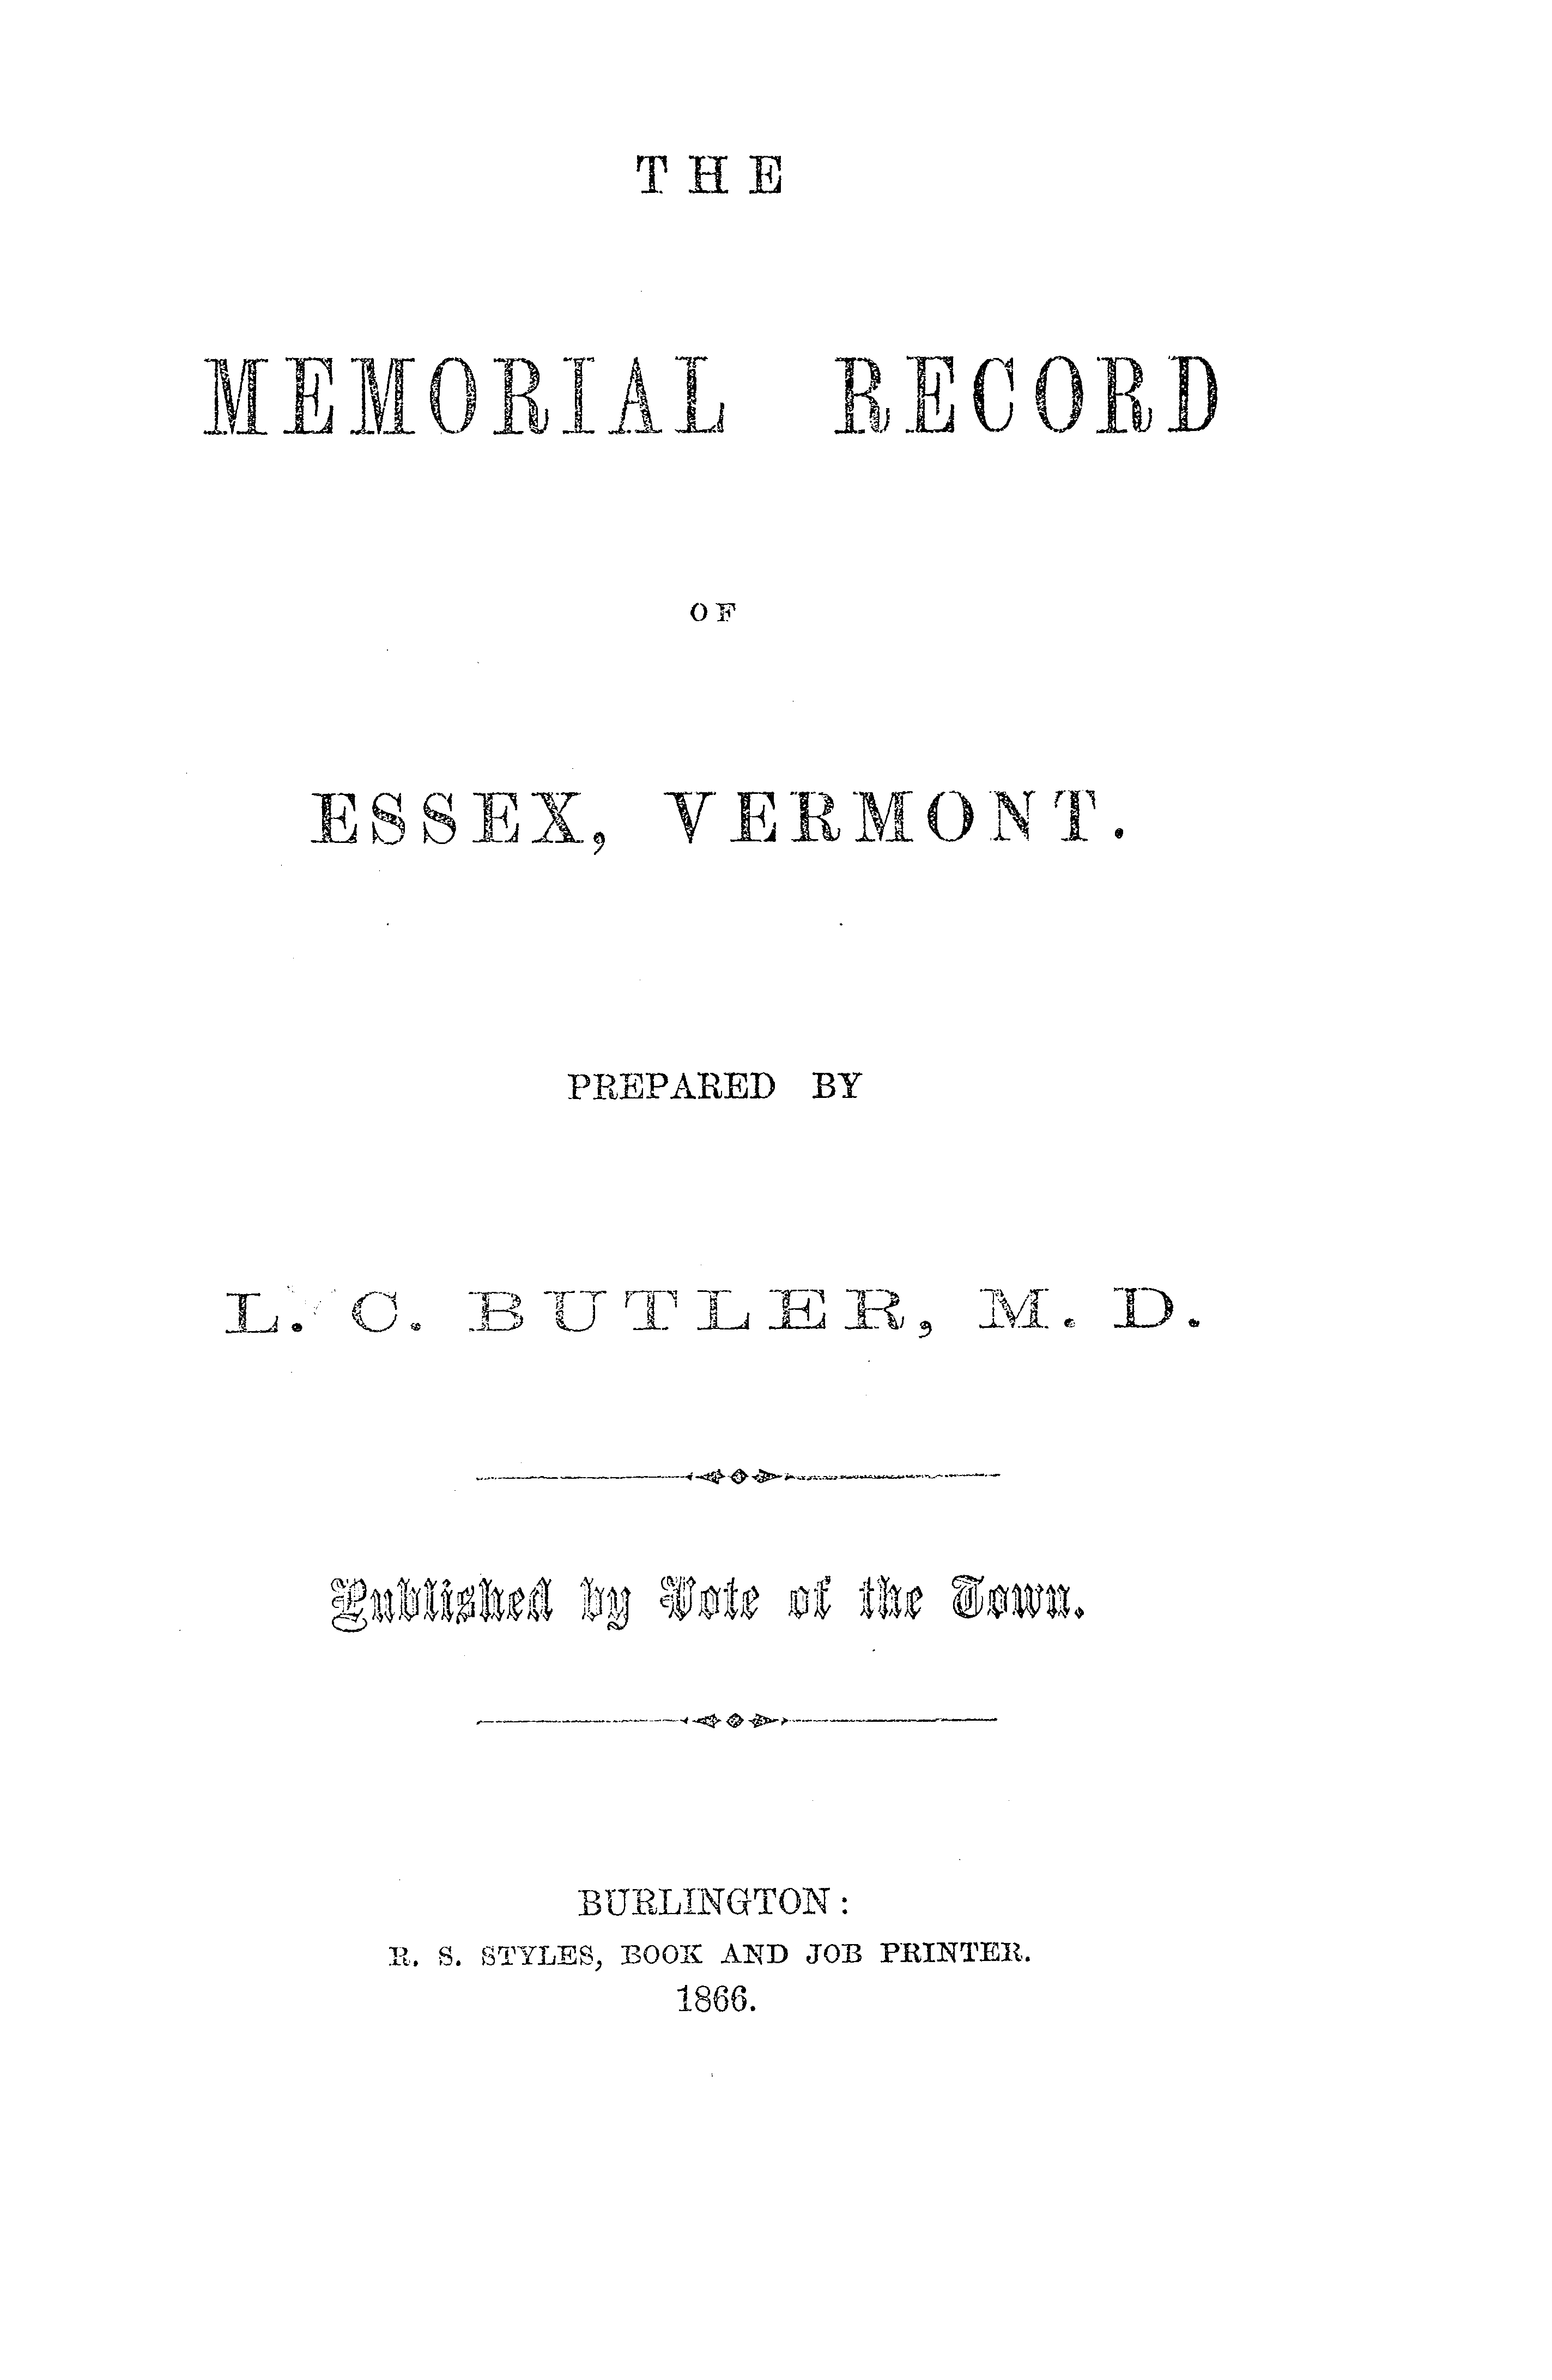 THE
MEMORIAL RECORD
OF
ESSEX, VERMONT.
PREPARED BY
L. C. BUTLER, M. D.
Published by Vote of the Town.
BURLINGTON:
R. S. STYLES, BOOK AND JOB PRINTER.
1866.